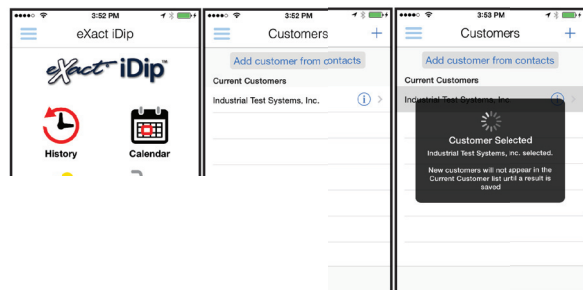 3:52 PM
eXact iDip
eXact iDip™
History
Calendar
3:52 PM
Customers
+
Add customer from contacts
Current Customers
Industrial Test Systems, Inc.
3:53 PM
Customers
+
Add customer from contacts
Current Customers
Industrial Test Systems, Inc.
Customer Selected
Industrial Test Systems, Inc. selected.
New customers will not appear in the
Current Customer list until a result is
saved